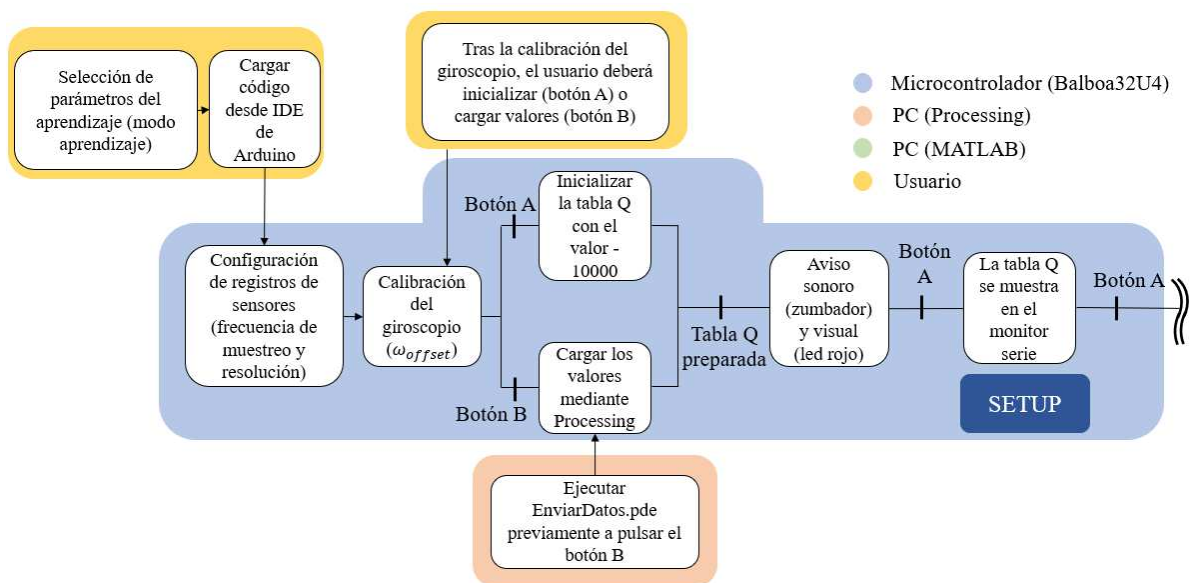 Selección de
parámetros del
aprendizaje (modo
aprendizaje)
Cargar
código
desde IDE
de
Arduino
Tras la calibración del
giroscopio, el usuario deberá
inicializar (botón A) o
cargar valores (botón B)
Microcontrolador (Balboa32U4)
PC (Processing)
PC (MATLAB)
Usuario
Configuración
de registros de
sensores
(frecuencia de
muestreo y
resolución)
Calibración
del
giroscopio
(ω_offset)
Botón A
Inicializar
la tabla Q
con el
valor -
10000
Botón B
Cargar los
valores
mediante
Processing
Tabla Q
preparada
Aviso
sonoro
(zumbador)
y visual
(led rojo)
Botón
A
La tabla Q
se muestra
en el
monitor
serie
Botón A
SETUP
Ejecutar
EnviarDatos.pde
previamente a pulsar el
botón B